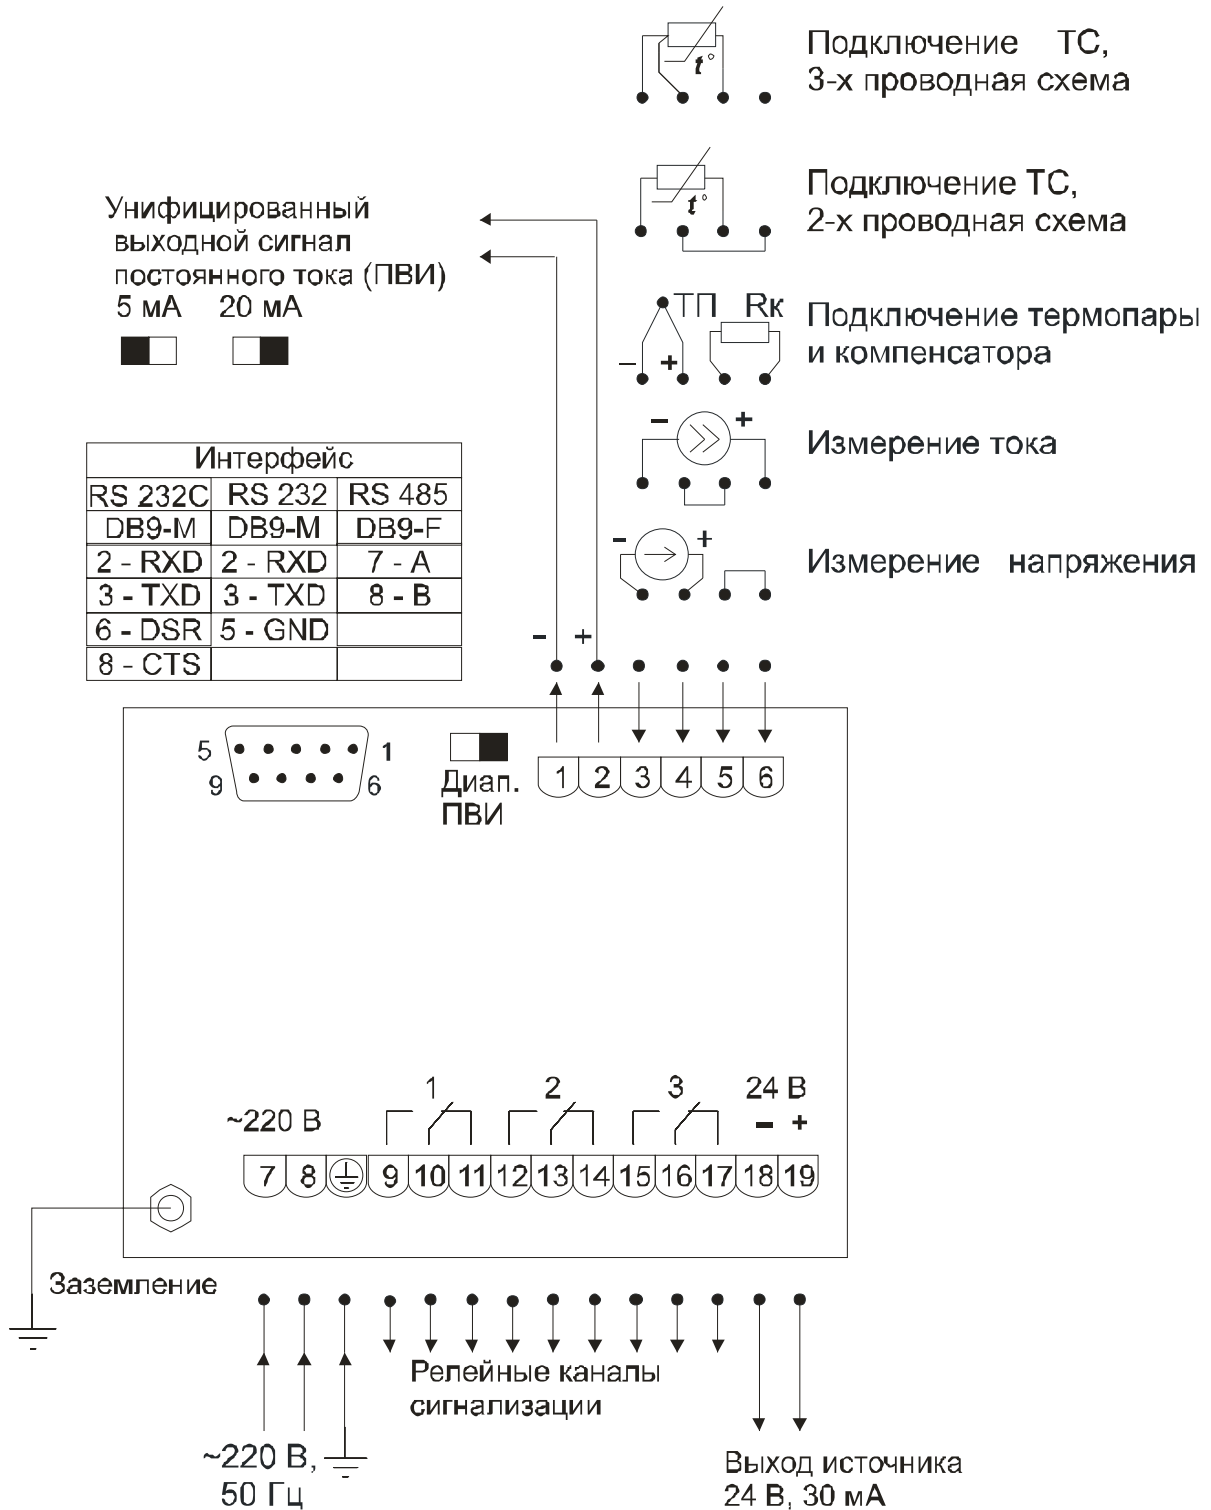 Подключение ТС,
3-х проводная схема
t°
Подключение ТС,
2-х проводная схема
t°
Унифицированный
выходной сигнал
постоянного тока (ПВИ)
5 мА 20 мА
ТП Rк
– +
Подключение термопары
и компенсатора
– +
Измерение тока
– +
Измерение напряжения
Интерфейс
RS 232C RS 232 RS 485
DB9-M DB9-M DB9-F
2 - RXD 2 - RXD 7 - A
3 - TXD 3 - TXD 8 - B
6 - DSR 5 - GND
8 - CTS
- +
5 1
9 6
Диап.
ПВИ
1 2 3 4 5 6
1 2 3 24 В
~220 В – +
7 8 9 10 11 12 13 14 15 16 17 18 19
Заземление
Релейные каналы
сигнализации
~220 В,
50 Гц
Выход источника
24 В, 30 мА